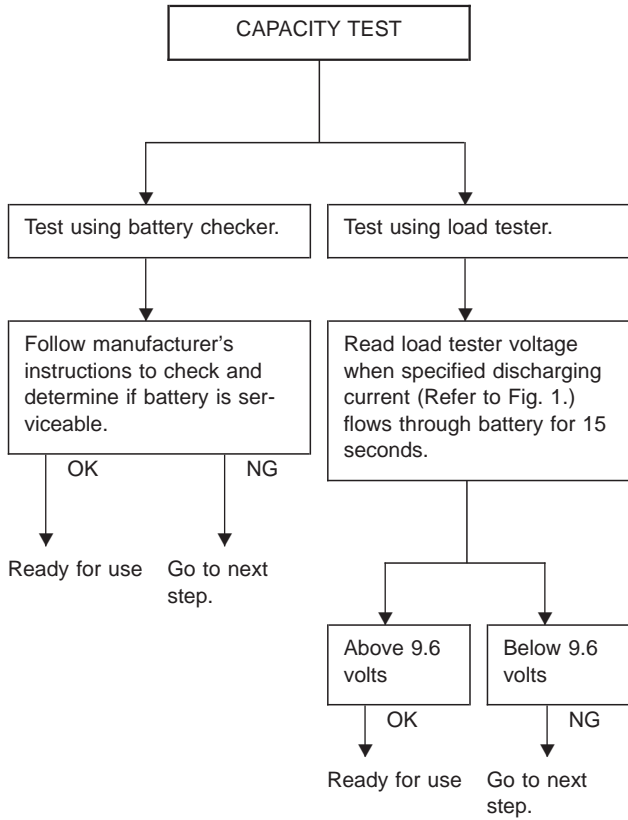 CAPACITY TEST
Test using battery checker.
Test using load tester.
Follow manufacturer's
instructions to check and
determine if battery is ser-
viceable.
Read load tester voltage
when specified discharging
current (Refer to Fig. 1.)
flows through battery for 15
seconds.
OK
NG
Ready for use
Go to next
step.
Above 9.6
volts
Below 9.6
volts
OK
NG
Ready for use
Go to next
step.